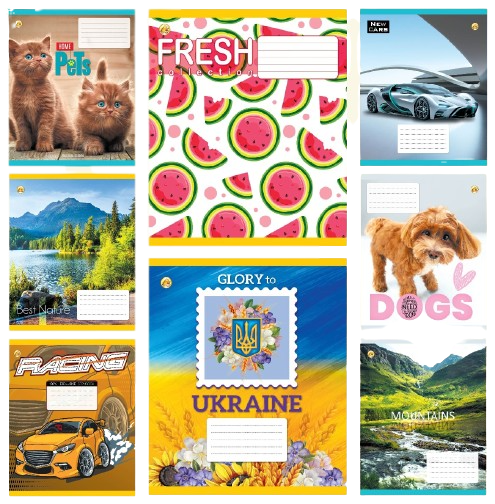 HOME
PETS
FRESH
collection
NEW
CARS
Best Nature
GLORY to
UKRAINE
DOGS
RACING
MOUNTAINS